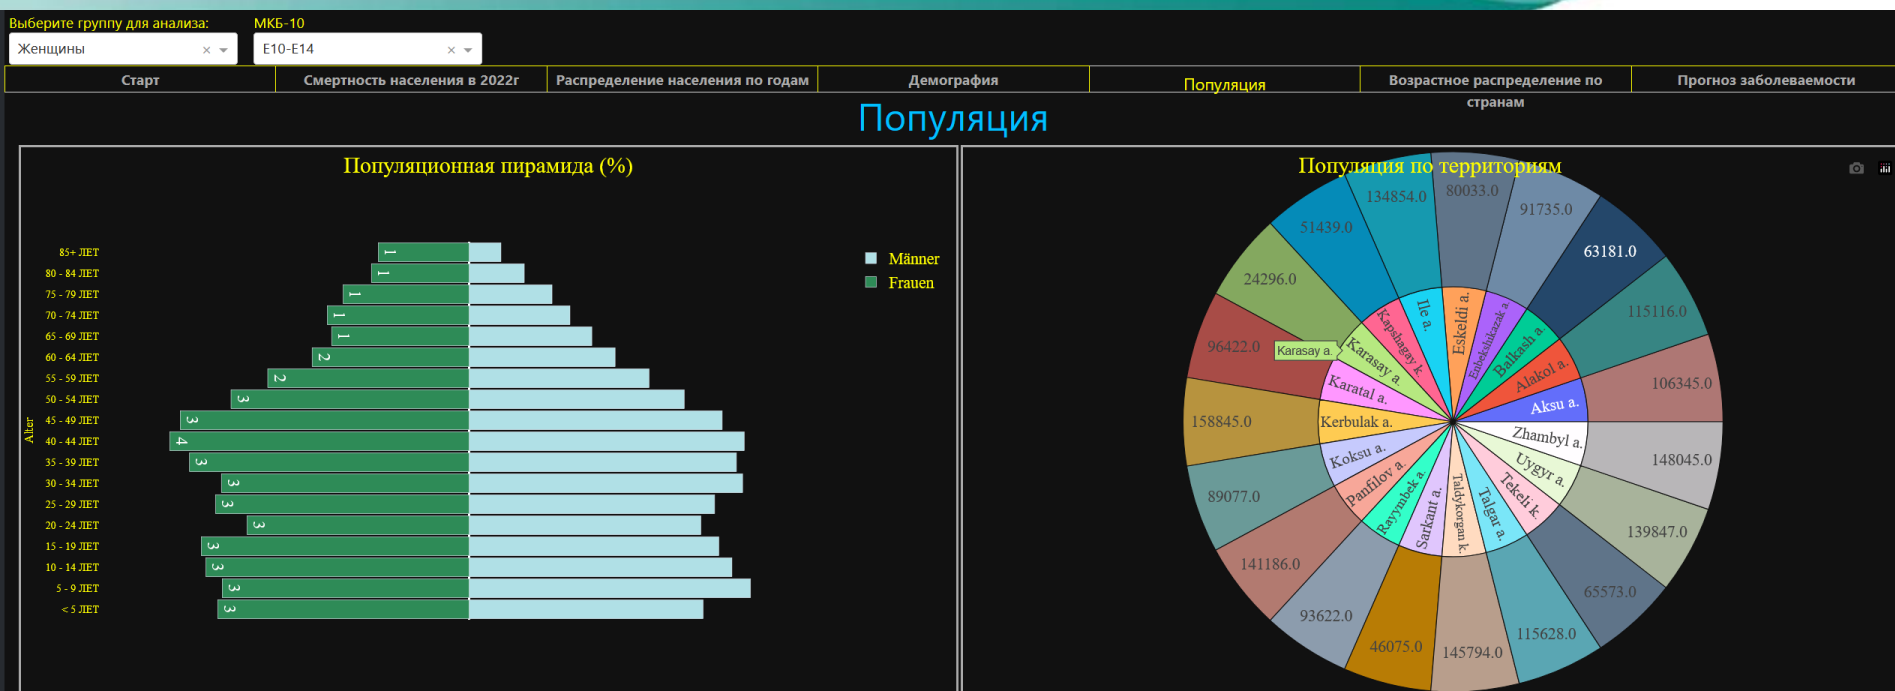 Выберите группу для анализа:
МКБ-10
Женщины
E10-E14
Старт
Смертность населения в 2022г
Распределение населения по годам
Демография
Популяция
Возрастное распределение по
странам
Прогноз заболеваемости
Популяция
Популяционная пирамида (%)
Alter
85+ ЛЕТ
1
80 - 84 ЛЕТ
1
75 - 79 ЛЕТ
1
70 - 74 ЛЕТ
1
65 - 69 ЛЕТ
1
60 - 64 ЛЕТ
2
55 - 59 ЛЕТ
2
50 - 54 ЛЕТ
3
45 - 49 ЛЕТ
3
40 - 44 ЛЕТ
4
35 - 39 ЛЕТ
3
30 - 34 ЛЕТ
3
25 - 29 ЛЕТ
3
20 - 24 ЛЕТ
3
15 - 19 ЛЕТ
3
10 - 14 ЛЕТ
3
5 - 9 ЛЕТ
3
< 5 ЛЕТ
3
Männer
Frauen
Популяция по территориям
134854.0
80033.0
91735.0
63181.0
115116.0
106345.0
148045.0
139847.0
65573.0
115628.0
145794.0
46075.0
93622.0
141186.0
89077.0
158845.0
96422.0
24296.0
51439.0
Ile a.
Eskeldi a.
Enbekshikazak a.
Balkash a.
Alakol a.
Aksu a.
Zhambyl a.
Uygyr a.
Tekeli k.
Talgar a.
Taldykorgan k.
Sarkant a.
Rayymbek a.
Panfilov a.
Koksu a.
Kerbulak a.
Karatal a.
Karasay a.
Kapshagay k.
Karasay a.